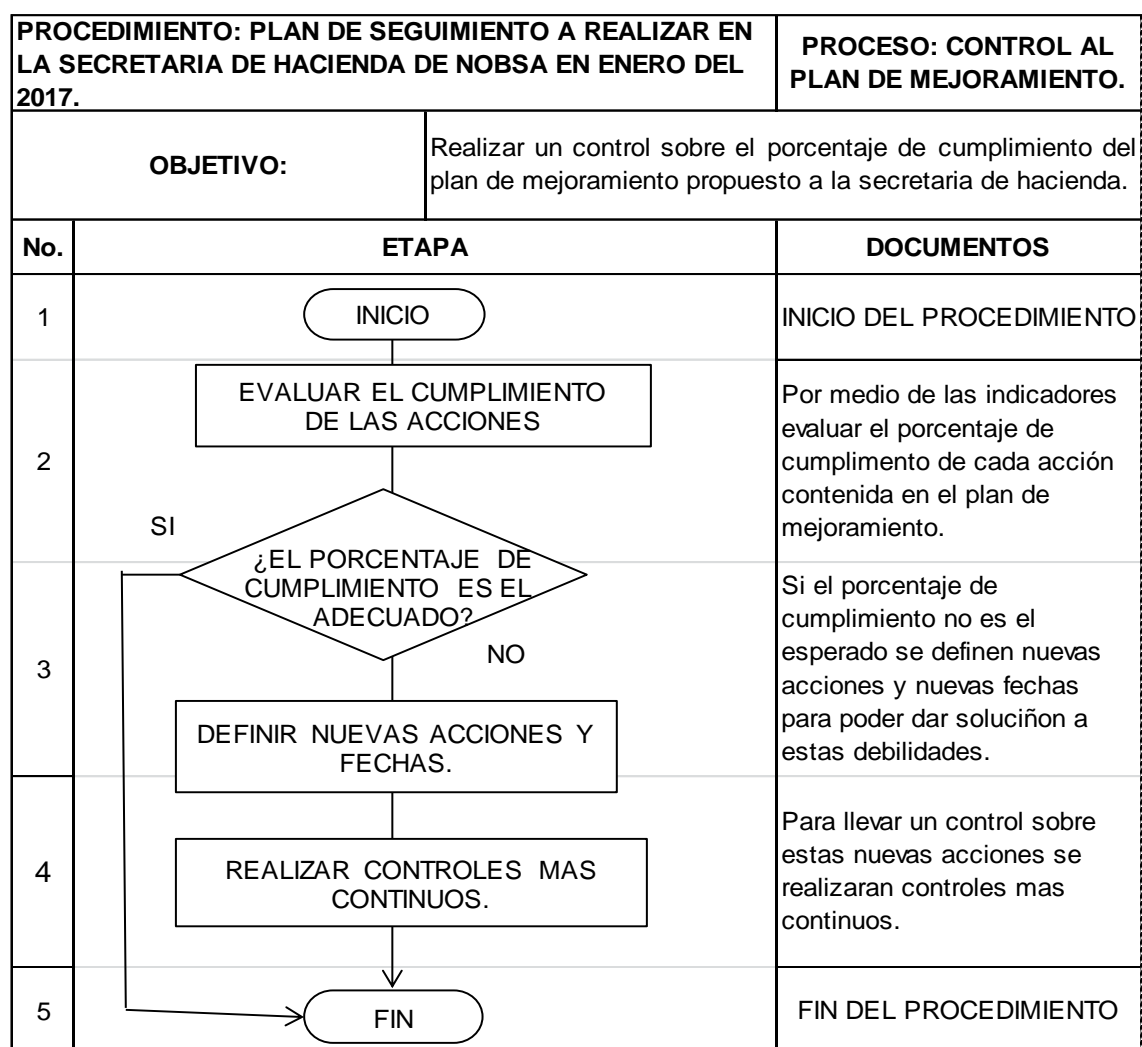 PROCEDIMIENTO: PLAN DE SEGUIMIENTO A REALIZAR EN
LA SECRETARIA DE HACIENDA DE NOBSA EN ENERO DEL
2017.
PROCESO: CONTROL AL
PLAN DE MEJORAMIENTO.
OBJETIVO:
Realizar un control sobre el porcentaje de cumplimiento del
plan de mejoramiento propuesto a la secretaria de hacienda.
No.
ETAPA
DOCUMENTOS
1
INICIO
INICIO DEL PROCEDIMIENTO
2
EVALUAR EL CUMPLIMIENTO
DE LAS ACCIONES
Por medio de las indicadores
evaluar el porcentaje de
cumplimento de cada acción
contenida en el plan de
mejoramiento.
SI
¿EL PORCENTAJE DE
CUMPLIMIENTO ES EL
ADECUADO?
NO
3
DEFINIR NUEVAS ACCIONES Y
FECHAS.
Si el porcentaje de
cumplimiento no es el
esperado se definen nuevas
acciones y nuevas fechas
para poder dar soluciñon a
estas debilidades.
4
REALIZAR CONTROLES MAS
CONTINUOS.
Para llevar un control sobre
estas nuevas acciones se
realizaran controles mas
continuos.
5
FIN
FIN DEL PROCEDIMIENTO